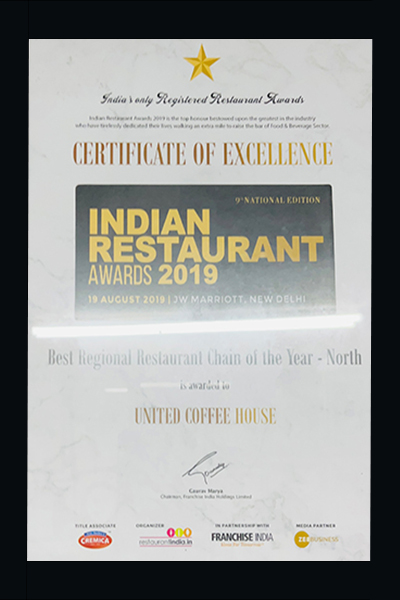 India's only Registered Restaurant Awards
Indian Restaurant Awards 2019 is the top honour bestowed upon the greatest in the industry
who have tirelessly dedicated their lives walking an extra mile to raise the bar of Food & Beverage Sector.
CERTIFICATE OF EXCELLENCE
9th NATIONAL EDITION
INDIAN
RESTAURANT
AWARDS 2019
19 AUGUST 2019 | JW MARRIOTT, NEW DELHI
Best Regional Restaurant Chain of the Year - North
is awarded to
UNITED COFFEE HOUSE
Gaurav Marya
Chairman, Franchise India Holdings Limited
TITLE ASSOCIATE ORGANIZER IN PARTNERSHIP WITH MEDIA PARTNER
CREMICA restaurantindia.in FRANCHISE INDIA ZEE BUSINESS